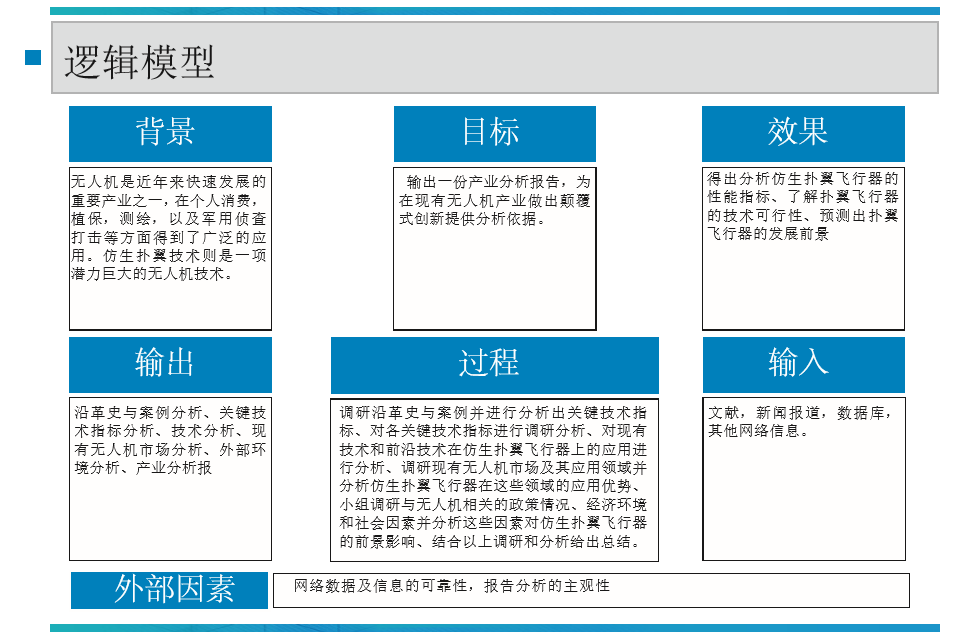 逻辑模型
背景
无人机是近年来快速发展的
重要产业之一，在个人消费，
植保，测绘，以及军用侦查
打击等方面得到了广泛的应
用。仿生扑翼技术则是一项
潜力巨大的无人机技术。
目标
输出一份产业分析报告，为
在现有无人机产业做出颠覆
式创新提供分析依据。
效果
得出分析仿生扑翼飞行器的
性能指标、了解扑翼飞行器
的技术可行性、预测出扑翼
飞行器的发展前景
输出
沿革史与案例分析、关键技
术指标分析、技术分析、现
有无人机市场分析、外部环
境分析、产业分析报
过程
调研沿革史与案例并进行分析出关键技术指
标、对各关键技术指标进行调研分析、对现有
技术和前沿技术在仿生扑翼飞行器上的应用进
行分析、调研现有无人机市场及其应用领域并
分析仿生扑翼飞行器在这些领域的应用优势、
小组调研与无人机相关的政策情况、经济环境
和社会因素并分析这些因素对仿生扑翼飞行器
的前景影响、结合以上调研和分析给出总结。
输入
文献，新闻报道，数据库，
其他网络信息。
外部因素
网络数据及信息的可靠性，报告分析的主观性